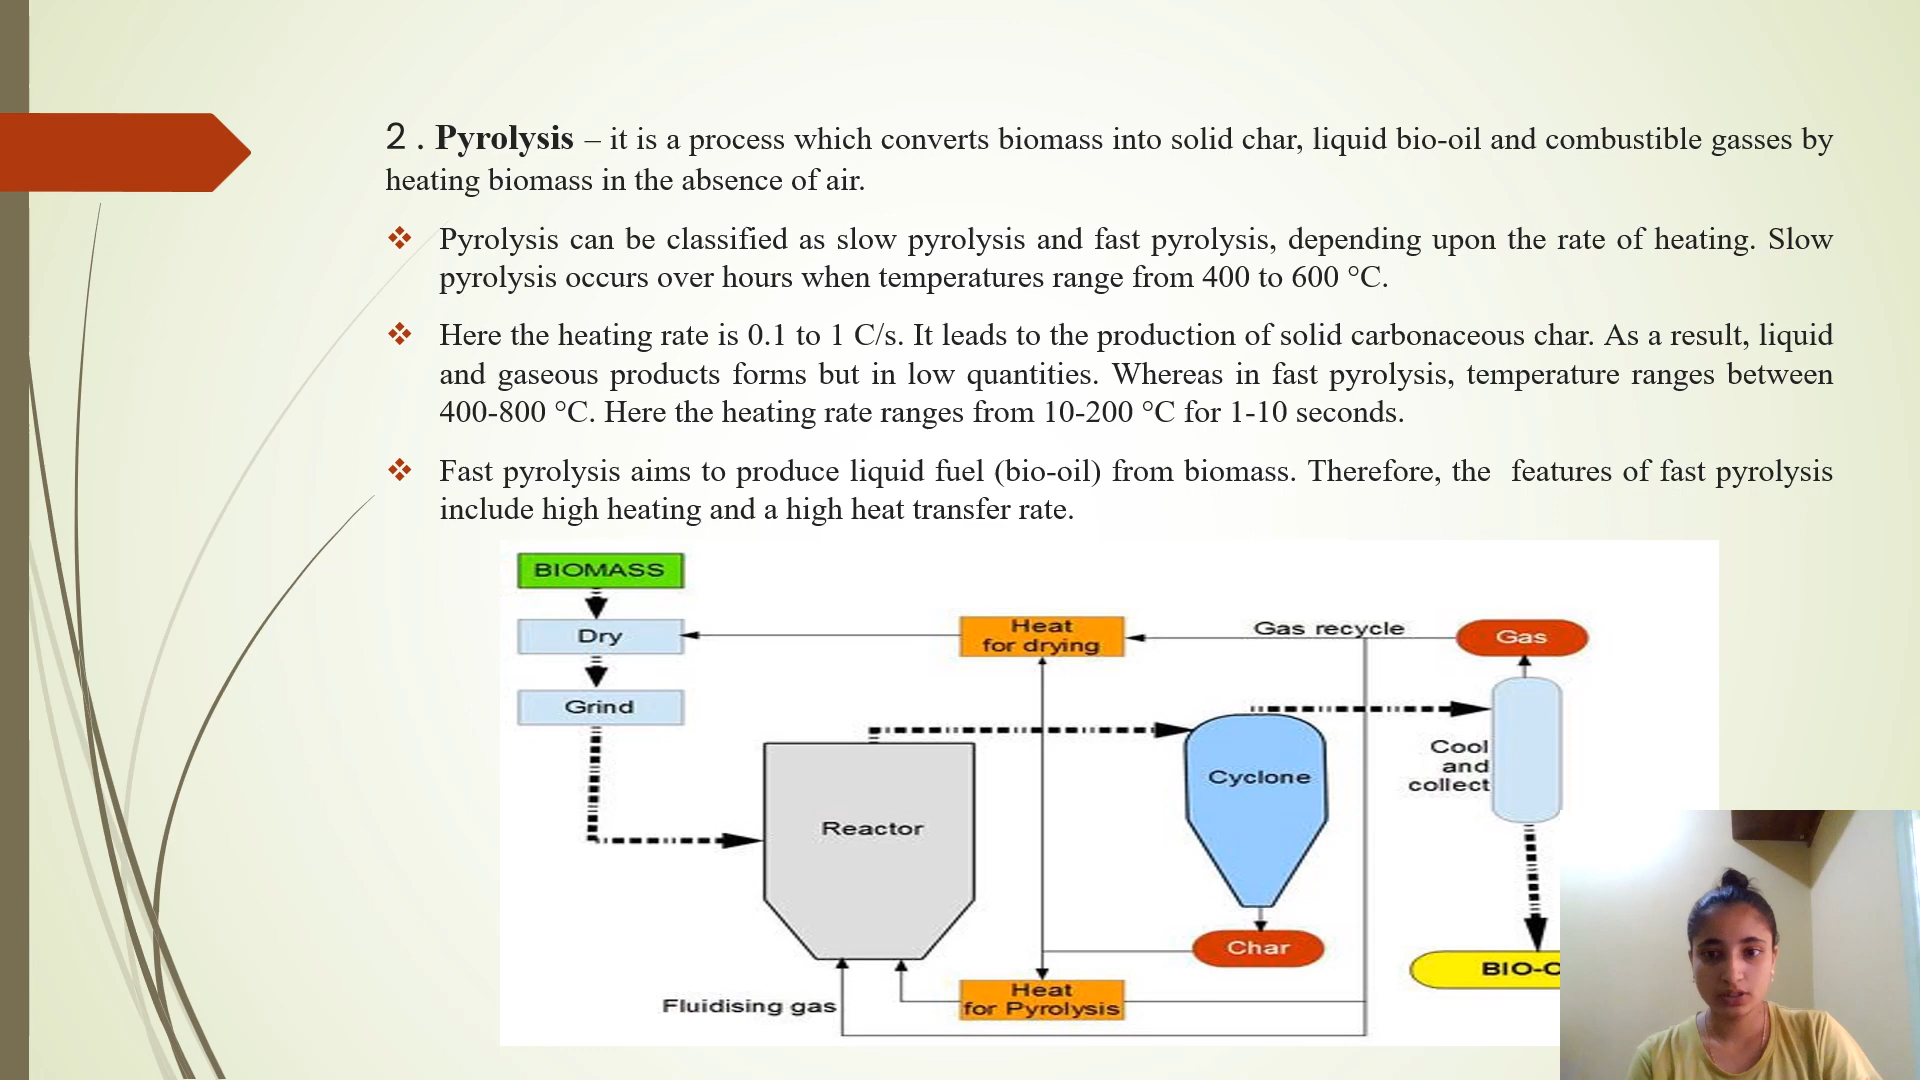 2 . Pyrolysis – it is a process which converts biomass into solid char, liquid bio-oil and combustible gasses by
heating biomass in the absence of air.
❖ Pyrolysis can be classified as slow pyrolysis and fast pyrolysis, depending upon the rate of heating. Slow
pyrolysis occurs over hours when temperatures range from 400 to 600 °C.
❖ Here the heating rate is 0.1 to 1 C/s. It leads to the production of solid carbonaceous char. As a result, liquid
and gaseous products forms but in low quantities. Whereas in fast pyrolysis, temperature ranges between
400-800 °C. Here the heating rate ranges from 10-200 °C for 1-10 seconds.
❖ Fast pyrolysis aims to produce liquid fuel (bio-oil) from biomass. Therefore, the features of fast pyrolysis
include high heating and a high heat transfer rate.
BIOMASS
Dry
Heat
for drying
Gas recycle
Gas
Grind
Cool
and
collect
Cyclone
Reactor
Char
BIO-
Heat
for Pyrolysis
Fluidising gas